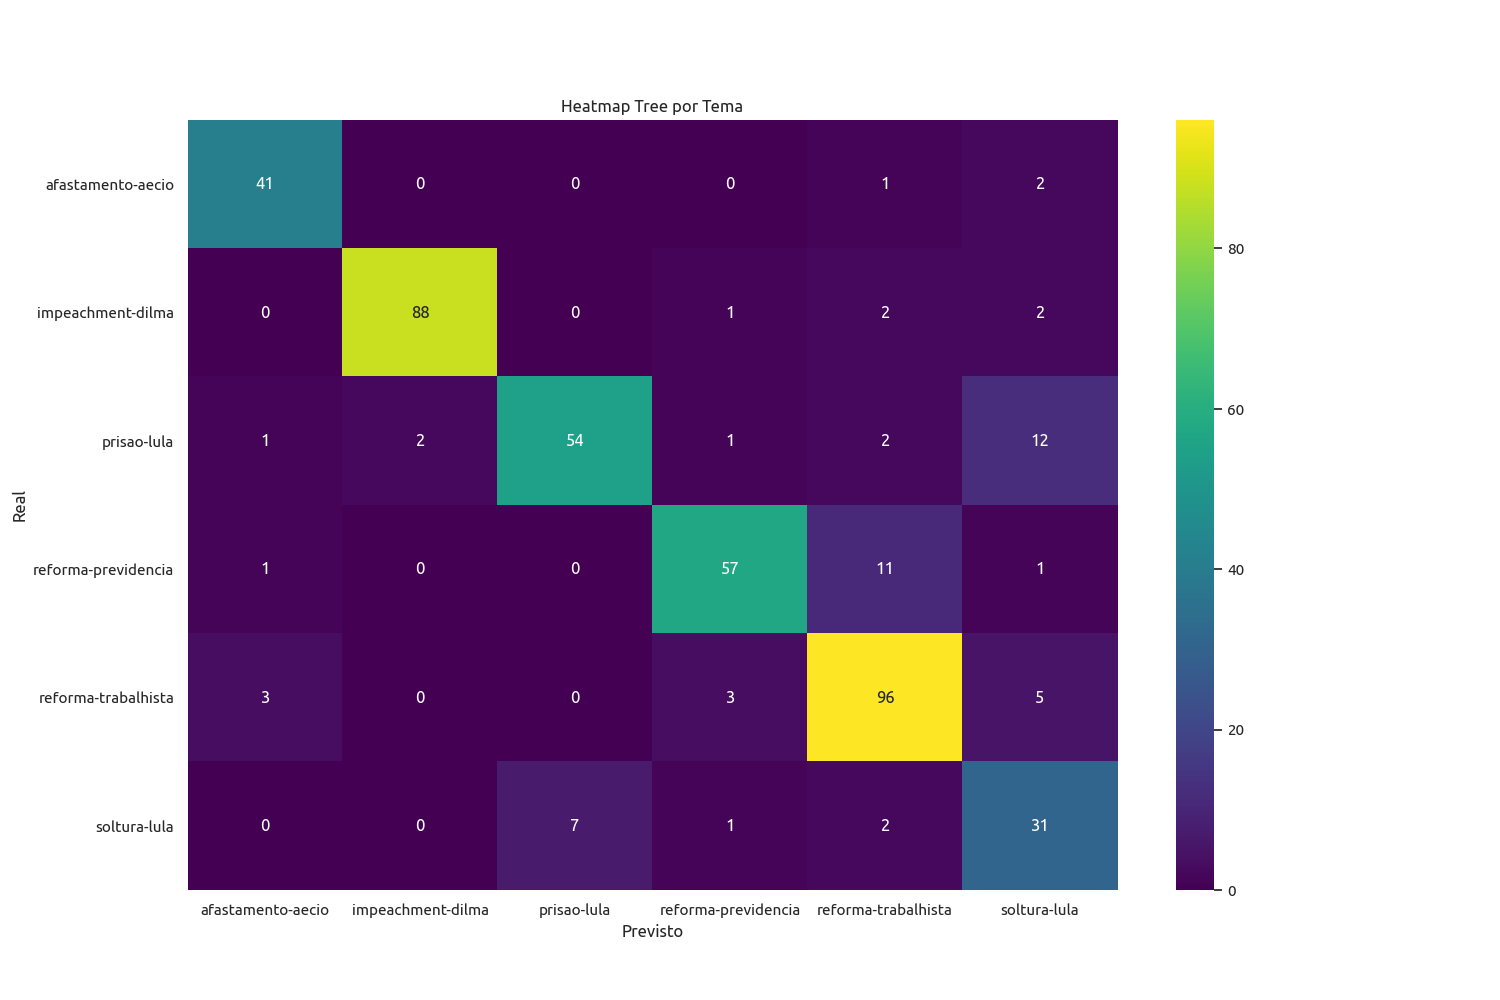 Heatmap Tree por Tema
Real
afastamento-aecio 41 0 0 0 1 2
impeachment-dilma 0 88 0 1 2 2
prisao-lula 1 2 54 1 2 12
reforma-previdencia 1 0 0 57 11 1
reforma-trabalhista 3 0 0 3 96 5
soltura-lula 0 0 7 1 2 31
afastamento-aecio impeachment-dilma prisao-lula reforma-previdencia reforma-trabalhista soltura-lula
Previsto
80
60
40
20
0